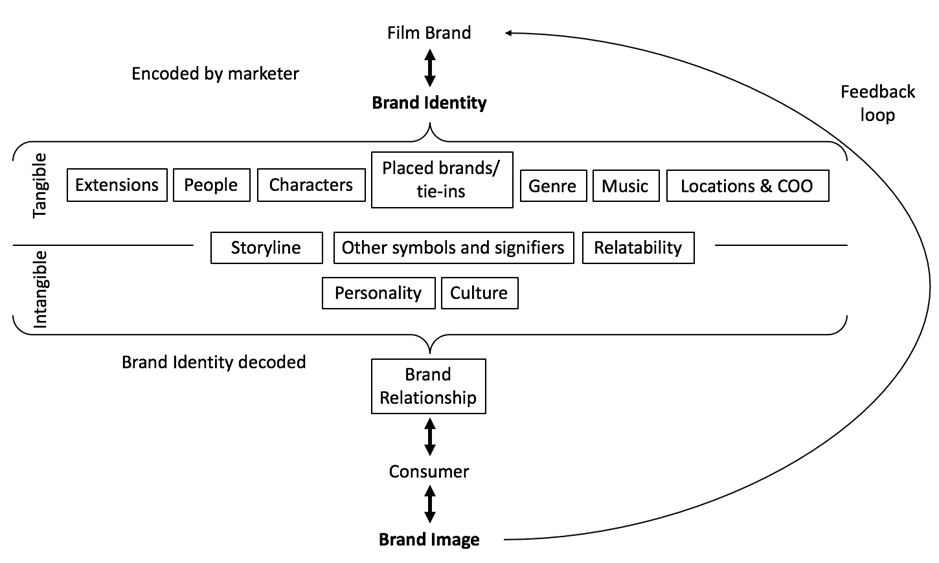 Film Brand
Encoded by marketer
Feedback
loop
Brand Identity
Tangible
Extensions
People
Characters
Placed brands/
tie-ins
Genre
Music
Locations & COO
Storyline
Other symbols and signifiers
Relatability
Intangible
Personality
Culture
Brand Identity decoded
Brand
Relationship
Consumer
Brand Image